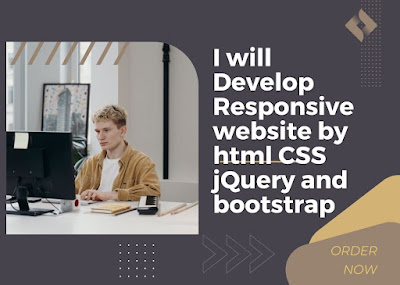 I will
Develop
Responsive
website by
html CSS
jQuery and
bootstrap
ORDER
NOW